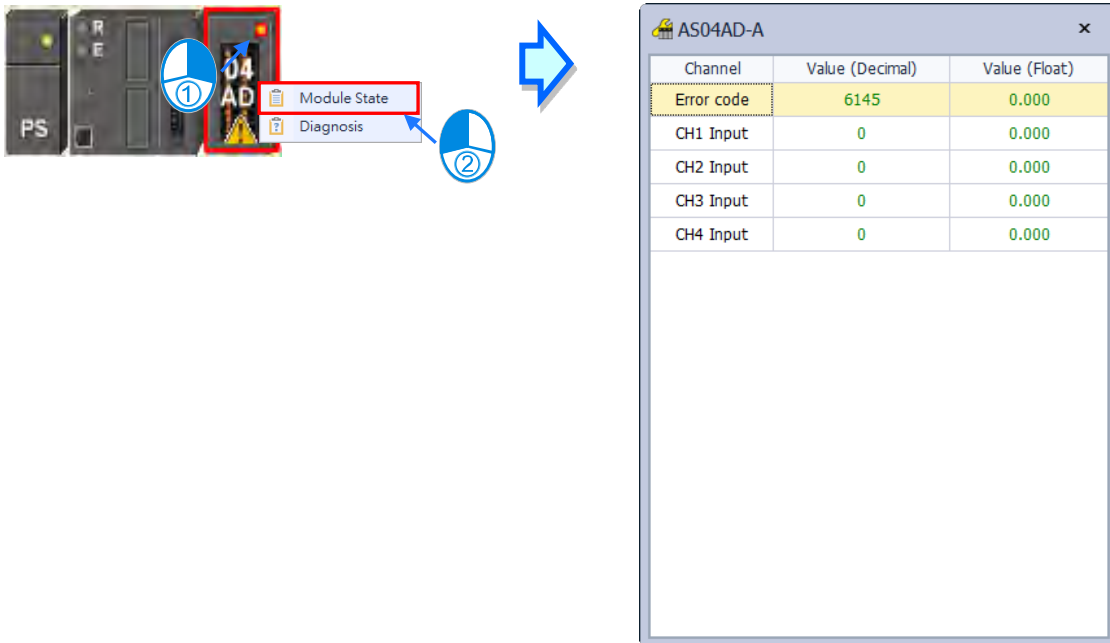 R
E
PS
04
AD
①
Module State
Diagnosis
②
AS04AD-A ×
Channel Value (Decimal) Value (Float)
Error code 6145 0.000
CH1 Input 0 0.000
CH2 Input 0 0.000
CH3 Input 0 0.000
CH4 Input 0 0.000